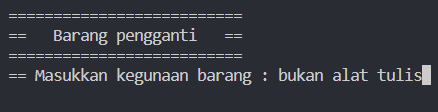 ==========================
==   Barang pengganti   ==
==========================
== Masukkan kegunaan barang : bukan alat tulis